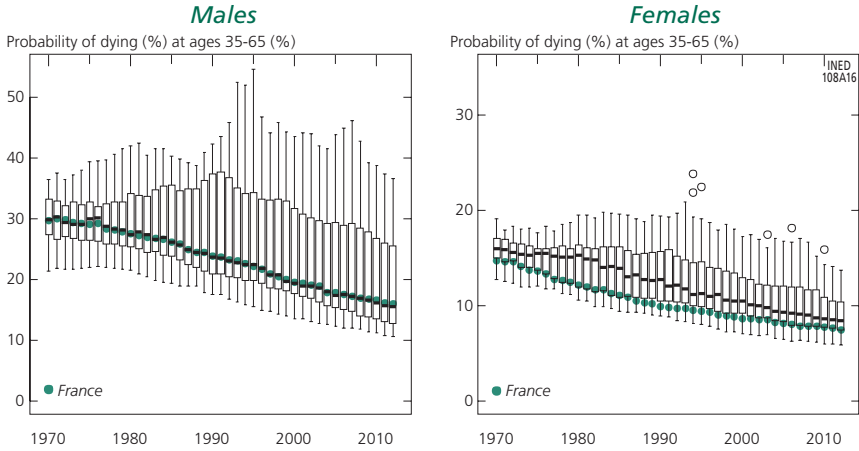 Males
Probability of dying (%) at ages 35-65 (%)
50
40
30
20
10
0
France
1970 1980 1990 2000 2010
Females
Probability of dying (%) at ages 35-65 (%)
INED
108A16
30
20
10
0
France
1970 1980 1990 2000 2010